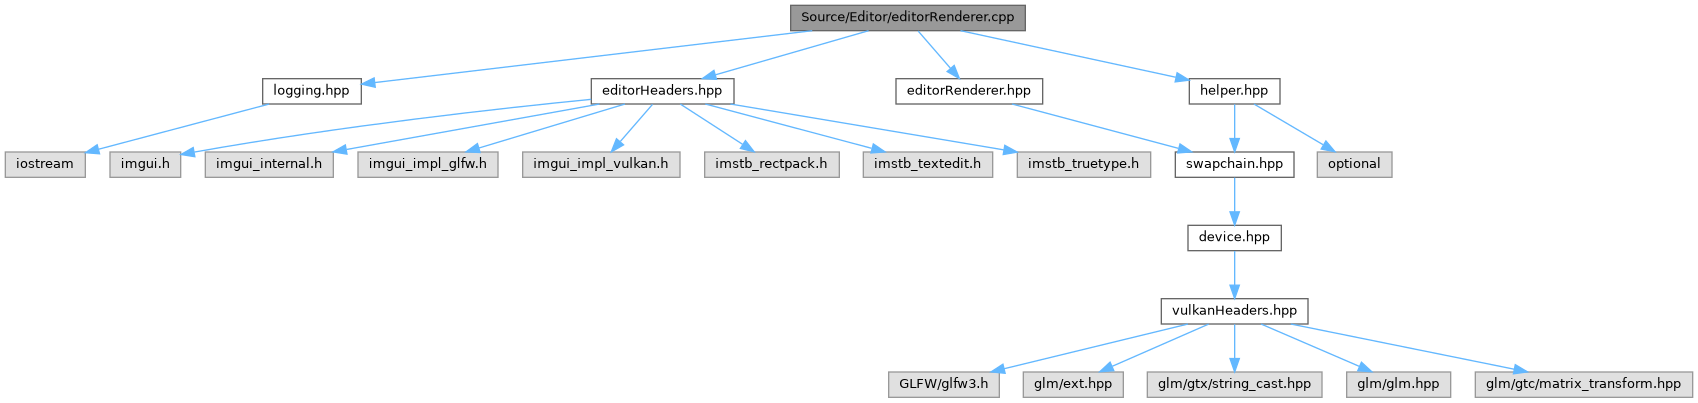 Source/Editor/editorRenderer.cpp
logging.hpp
editorHeaders.hpp
editorRenderer.hpp
helper.hpp
iostream
imgui.h
imgui_internal.h
imgui_impl_glfw.h
imgui_impl_vulkan.h
imstb_rectpack.h
imstb_textedit.h
imstb_truetype.h
swapchain.hpp
optional
device.hpp
vulkanHeaders.hpp
GLFW/glfw3.h
glm/ext.hpp
glm/gtx/string_cast.hpp
glm/glm.hpp
glm/gtc/matrix_transform.hpp